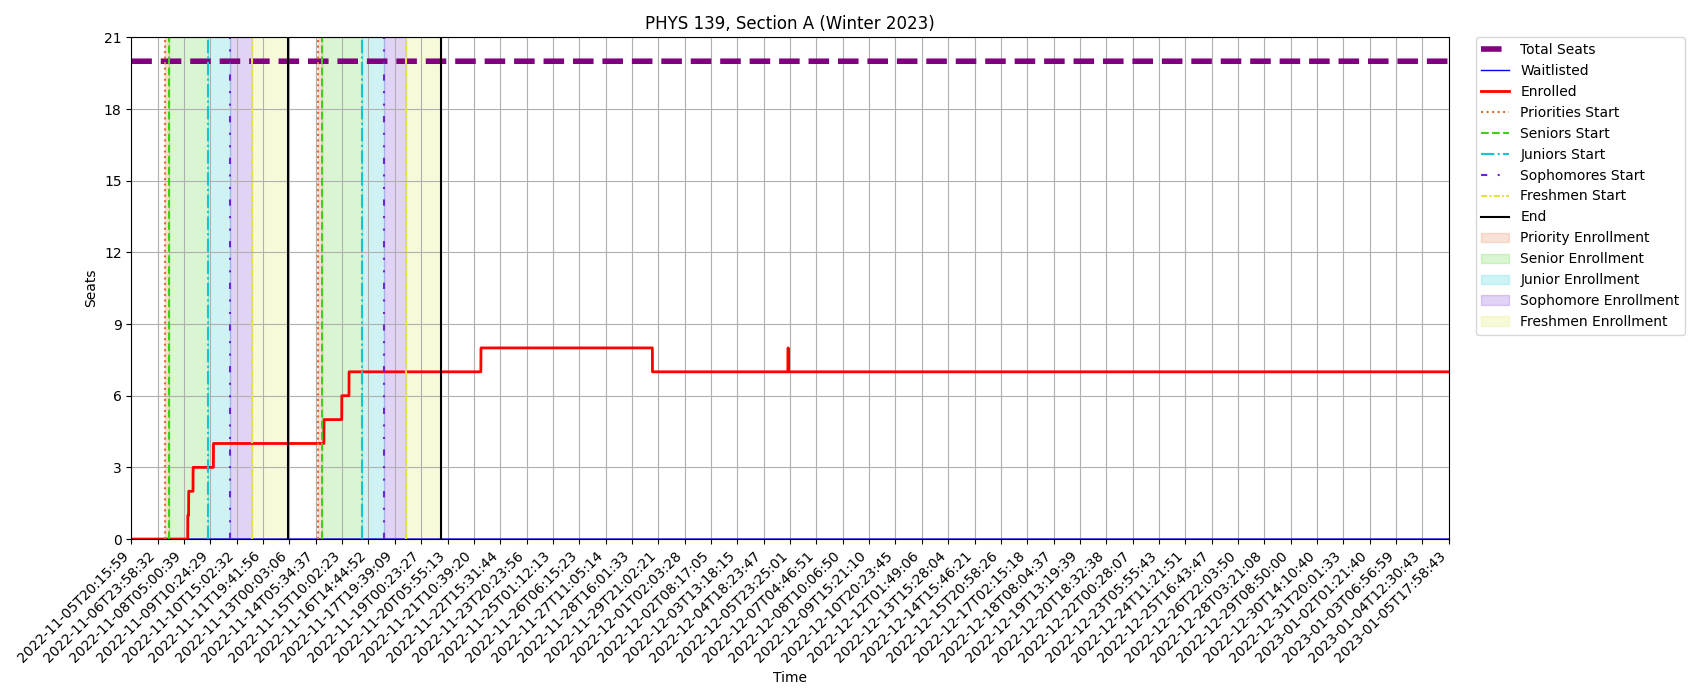 PHYS 139, Section A (Winter 2023)
Seats
21
18
15
12
9
6
3
0
2022-11-05T20:15:59
2022-11-06T23:58:32
2022-11-08T05:00:39
2022-11-09T10:24:29
2022-11-10T15:02:32
2022-11-11T19:41:56
2022-11-13T00:03:06
2022-11-14T05:34:37
2022-11-15T10:02:23
2022-11-16T14:44:52
2022-11-17T19:39:09
2022-11-19T00:23:27
2022-11-20T05:55:13
2022-11-21T10:39:20
2022-11-22T15:31:44
2022-11-23T20:23:56
2022-11-25T01:12:13
2022-11-26T06:15:23
2022-11-27T11:05:14
2022-11-28T16:01:33
2022-11-29T21:02:21
2022-12-01T02:03:28
2022-12-02T08:17:05
2022-12-03T13:18:15
2022-12-04T18:23:47
2022-12-05T23:25:01
2022-12-07T04:46:51
2022-12-08T10:06:50
2022-12-09T15:21:10
2022-12-10T20:23:45
2022-12-12T01:49:06
2022-12-13T15:28:04
2022-12-14T15:46:21
2022-12-15T20:58:26
2022-12-17T02:15:18
2022-12-18T08:04:37
2022-12-19T13:19:39
2022-12-20T18:32:38
2022-12-22T00:28:07
2022-12-23T05:55:43
2022-12-24T11:21:51
2022-12-25T16:43:47
2022-12-26T22:03:50
2022-12-28T03:21:08
2022-12-29T08:50:00
2022-12-30T14:10:40
2022-12-31T20:01:33
2023-01-02T01:21:40
2023-01-03T06:56:59
2023-01-04T12:30:43
2023-01-05T17:58:43
Time
Total Seats
Waitlisted
Enrolled
Priorities Start
Seniors Start
Juniors Start
Sophomores Start
Freshmen Start
End
Priority Enrollment
Senior Enrollment
Junior Enrollment
Sophomore Enrollment
Freshmen Enrollment